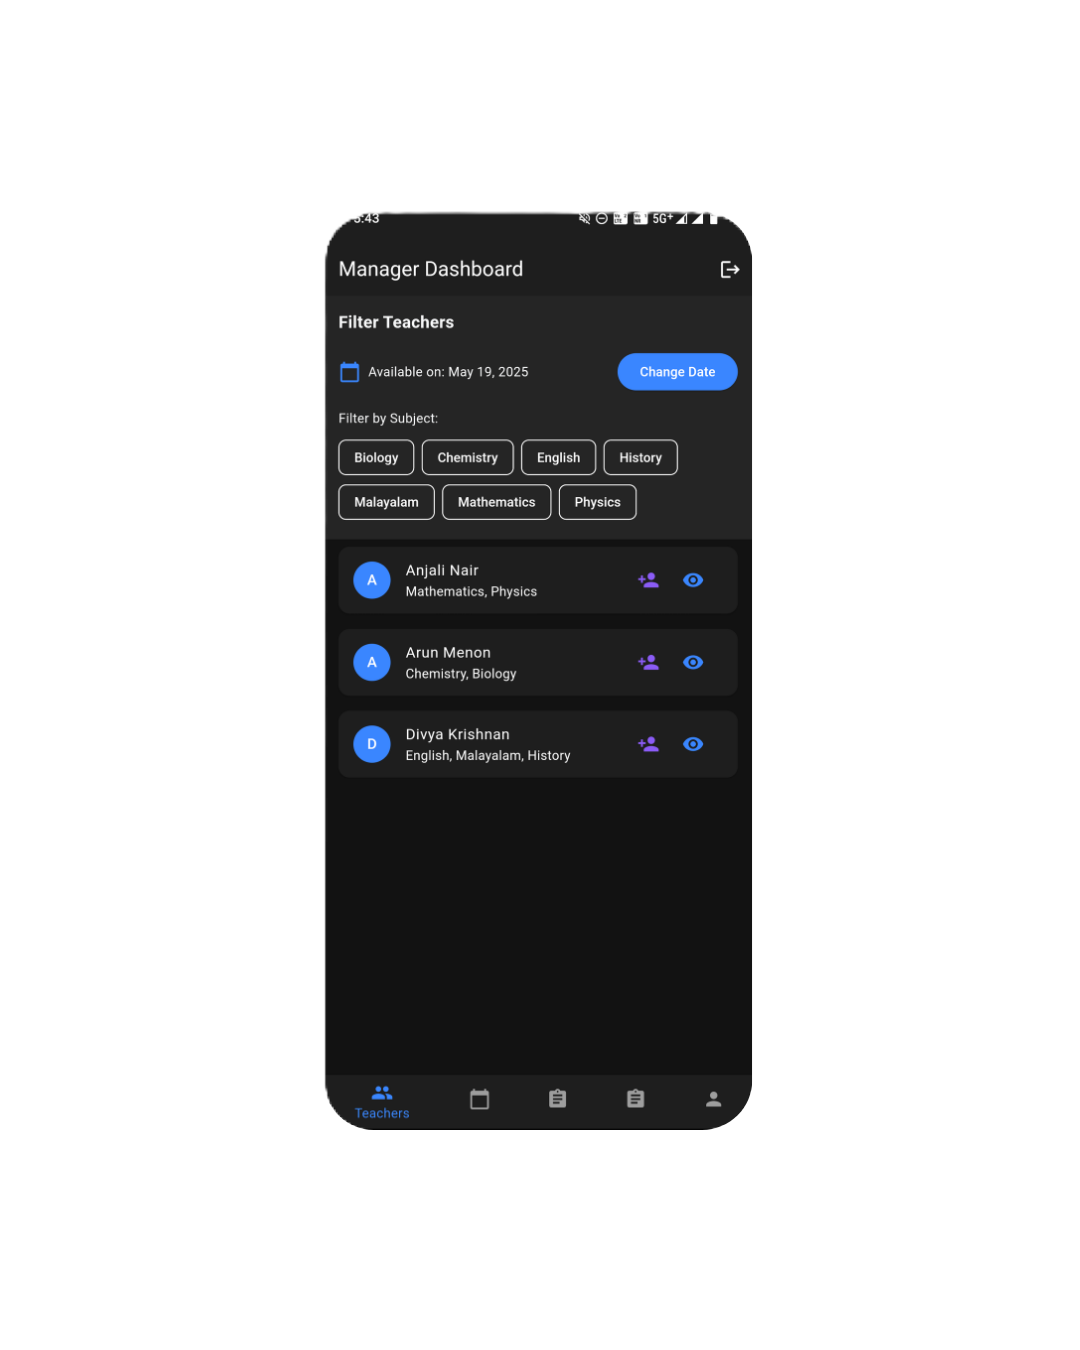 5:43 5G+
Manager Dashboard
Filter Teachers
Available on: May 19, 2025 Change Date
Filter by Subject:
Biology Chemistry English History
Malayalam Mathematics Physics
A Anjali Nair
Mathematics, Physics
A Arun Menon
Chemistry, Biology
D Divya Krishnan
English, Malayalam, History
Teachers